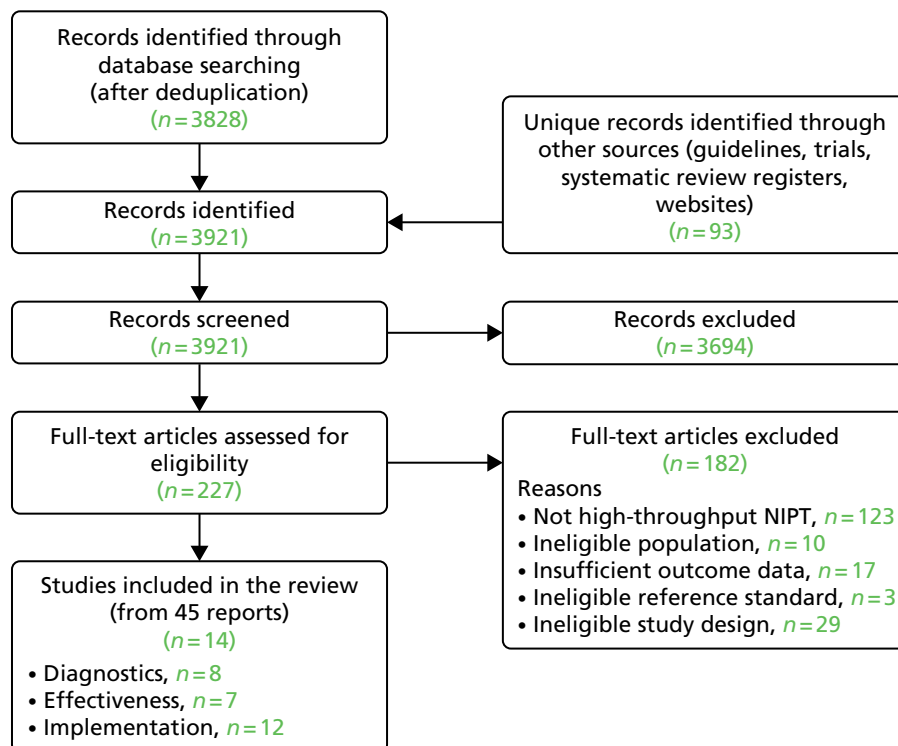 Records identified through
database searching
(after deduplication)
(n=3828)
Unique records identified through
other sources (guidelines, trials,
systematic review registers,
websites)
(n=93)
Records identified
(n=3921)
Records screened
(n=3921)
Records excluded
(n=3694)
Full-text articles assessed for
eligibility
(n=227)
Full-text articles excluded
(n=182)
Reasons
• Not high-throughput NIPT, n=123
• Ineligible population, n=10
• Insufficient outcome data, n=17
• Ineligible reference standard, n=3
• Ineligible study design, n=29
Studies included in the review
(from 45 reports)
(n=14)
• Diagnostics, n=8
• Effectiveness, n=7
• Implementation, n=12